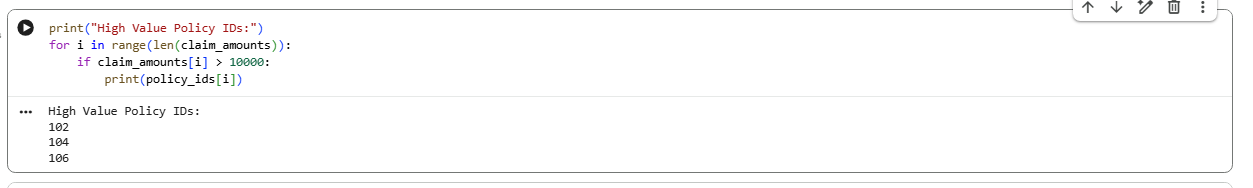 print("High Value Policy IDs:")
for i in range(len(claim_amounts)):
    if claim_amounts[i] > 10000:
        print(policy_ids[i])
High Value Policy IDs:
102
104
106